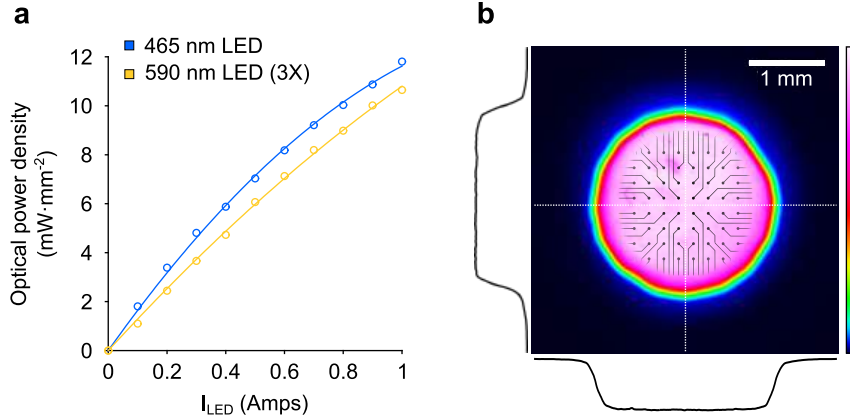 a
465 nm LED
590 nm LED (3X)
12
10
8
6
4
2
0
Optical power density
(mW·mm⁻²)
0
0.2
0.4
0.6
0.8
1
I_LED (Amps)
b
1 mm